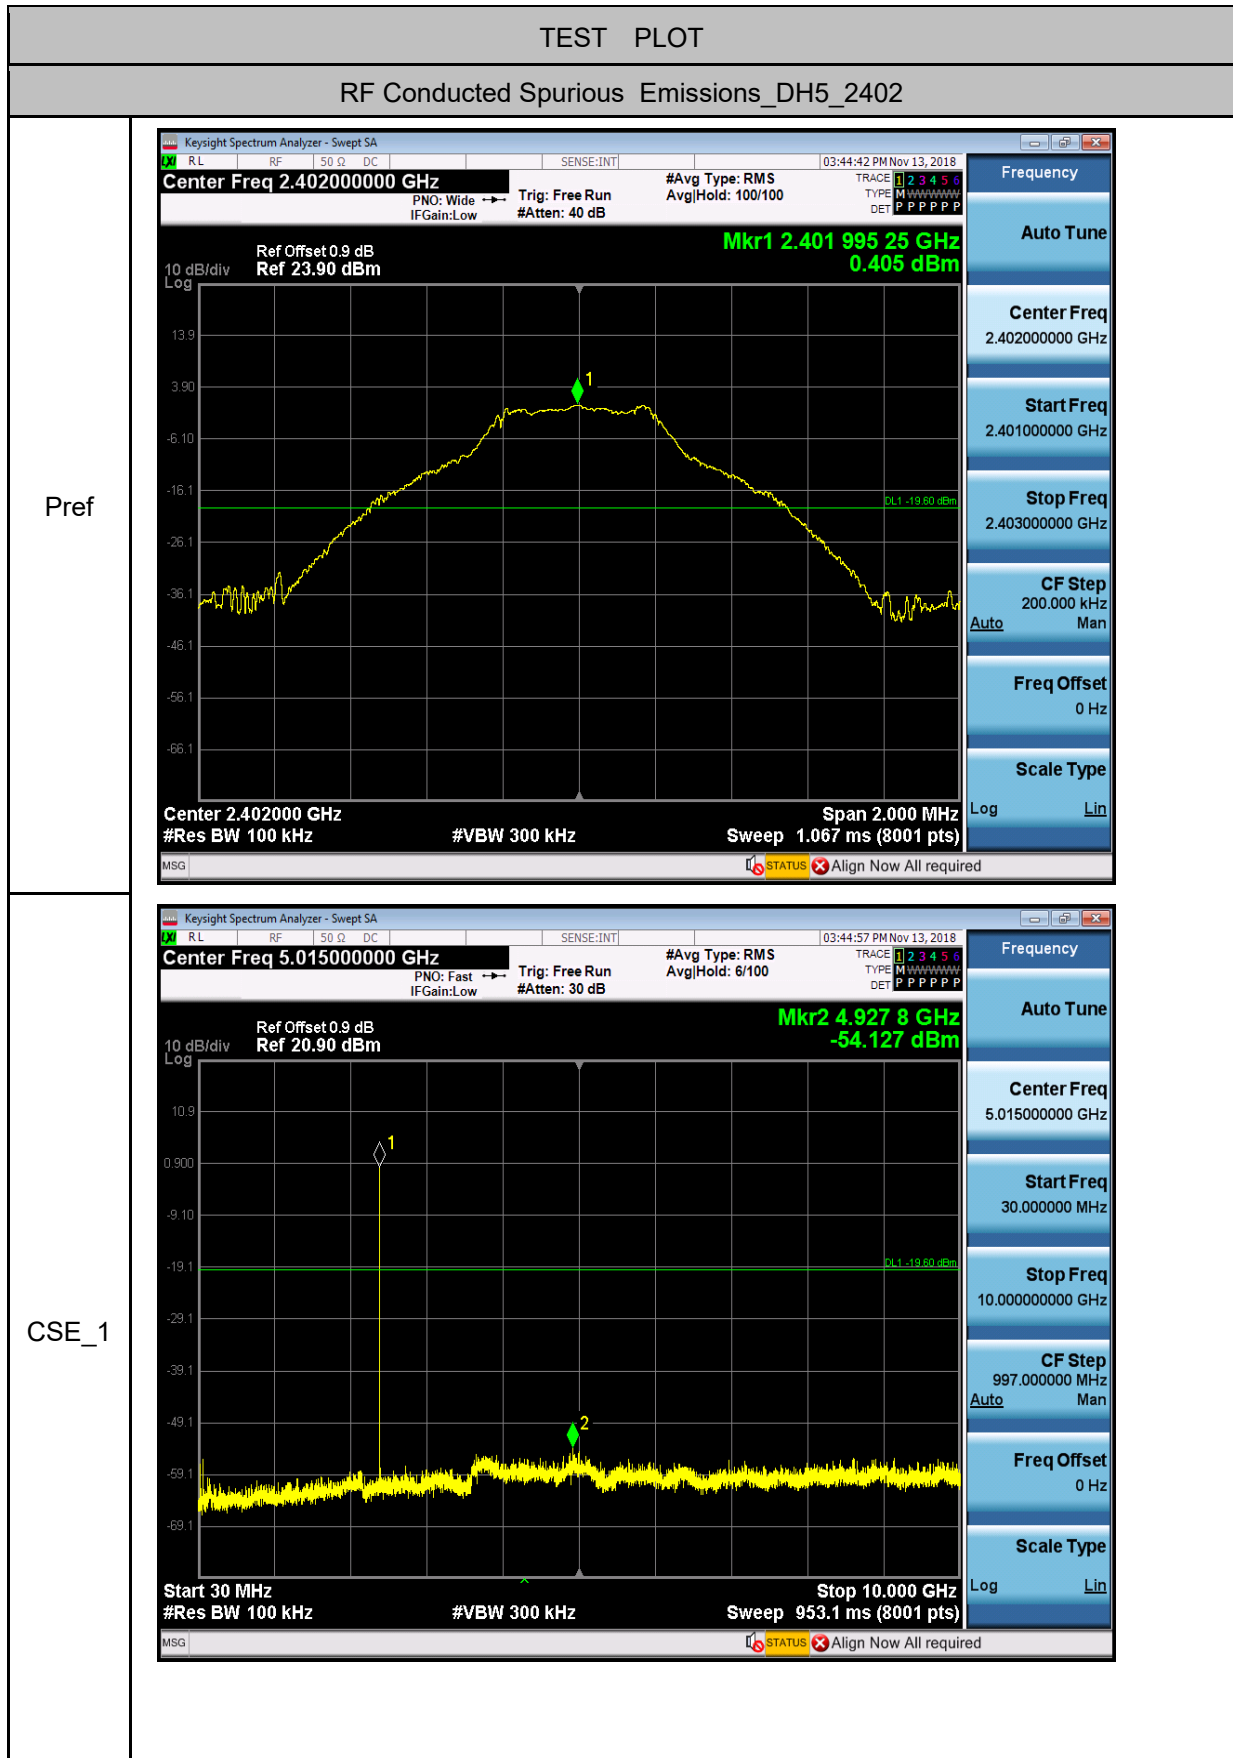 TEST PLOT
RF Conducted Spurious Emissions_DH5_2402
Pref
Keysight Spectrum Analyzer - Swept SA
LXI RL RF 50 Ω DC SENSE:INT 03:44:42 PM Nov 13, 2018
Center Freq 2.402000000 GHz
PNO: Wide
IFGain:Low
Trig: Free Run
#Atten: 40 dB
#Avg Type: RMS
Avg|Hold: 100/100
TRACE 1 2 3 4 5 6
TYPE M WWWWW
DET P P P P P P
Ref Offset 0.9 dB
10 dB/div Ref 23.90 dBm
Log
Mkr1 2.401 995 25 GHz
0.405 dBm
13.9
1
3.90
-6.10
-16.1
DL1 -19.60 dBm
-26.1
-36.1
-46.1
-56.1
-66.1
Center 2.402000 GHz Span 2.000 MHz
#Res BW 100 kHz #VBW 300 kHz Sweep 1.067 ms (8001 pts)
MSG STATUS Align Now All required
Frequency
Auto Tune
Center Freq
2.402000000 GHz
Start Freq
2.401000000 GHz
Stop Freq
2.403000000 GHz
CF Step
200.000 kHz
Auto Man
Freq Offset
0 Hz
Scale Type
Log Lin
CSE_1
Keysight Spectrum Analyzer - Swept SA
LXI RL RF 50 Ω DC SENSE:INT 03:44:57 PM Nov 13, 2018
Center Freq 5.015000000 GHz
PNO: Fast
IFGain:Low
Trig: Free Run
#Atten: 30 dB
#Avg Type: RMS
Avg|Hold: 6/100
TRACE 1 2 3 4 5 6
TYPE M WWWWW
DET P P P P P P
Ref Offset 0.9 dB
10 dB/div Ref 20.90 dBm
Log
Mkr2 4.927 8 GHz
-54.127 dBm
10.9
1
0.900
-9.10
-19.1
DL1 -19.60 dBm
-29.1
-39.1
-49.1
2
-59.1
-69.1
Start 30 MHz Stop 10.000 GHz
#Res BW 100 kHz #VBW 300 kHz Sweep 953.1 ms (8001 pts)
MSG STATUS Align Now All required
Frequency
Auto Tune
Center Freq
5.015000000 GHz
Start Freq
30.000000 MHz
Stop Freq
10.000000000 GHz
CF Step
997.000000 MHz
Auto Man
Freq Offset
0 Hz
Scale Type
Log Lin